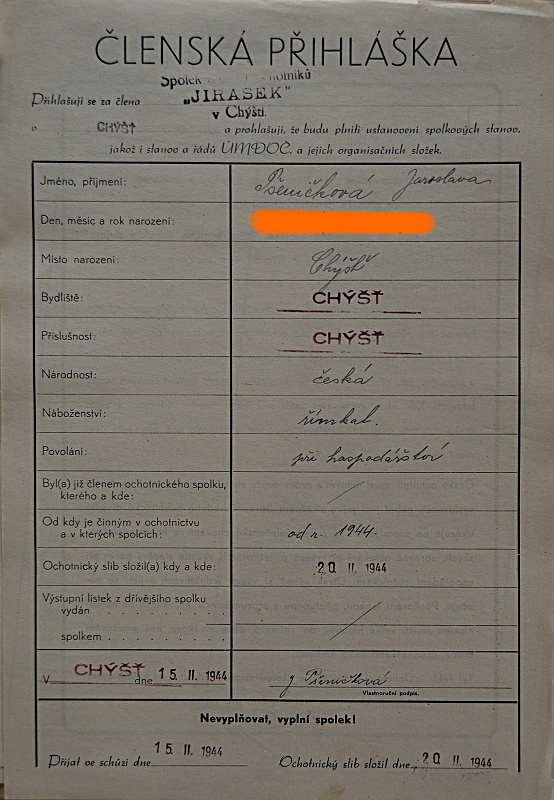 ČLENSKÁ PŘIHLÁŠKA
Spolek divadelních ochotníků
Přihlašuji se za člena „JIRASEK"
v Chýšti
v CHÝŠŤ a prohlašuji, že budu plniti ustanovení spolkových stanov,
jakož i stanov a řádů ÚMDOČ. a jejich organisačních složek.
Jméno, příjmení: Pšeničková Jaroslava
Den, měsíc a rok narození:
Místo narození: Chýšť
Bydliště: CHÝŠŤ
Příslušnost: CHÝŠŤ
Národnost: česká
Náboženství: římkat.
Povolání: při hospodářství
Byl(a) již členem ochotnického spolku,
kterého a kde: /
Od kdy je činným v ochotnictvu
a v kterých spolcích: od r. 1944.
Ochotnický slib složil(a) kdy a kde: 20 II. 1944
Výstupní lístek z dřívějšího spolku
vydán . . . . . . . . /
spolkem . . . . . . . .
V CHÝŠŤ dne 15. II. 1944 J. Pšeničková
Vlastnoruční podpis.
Nevyplňovat, vyplní spolek!
Přijat ve schůzi dne 15 II. 1944 Ochotnický slib složil dne 20 II. 1944